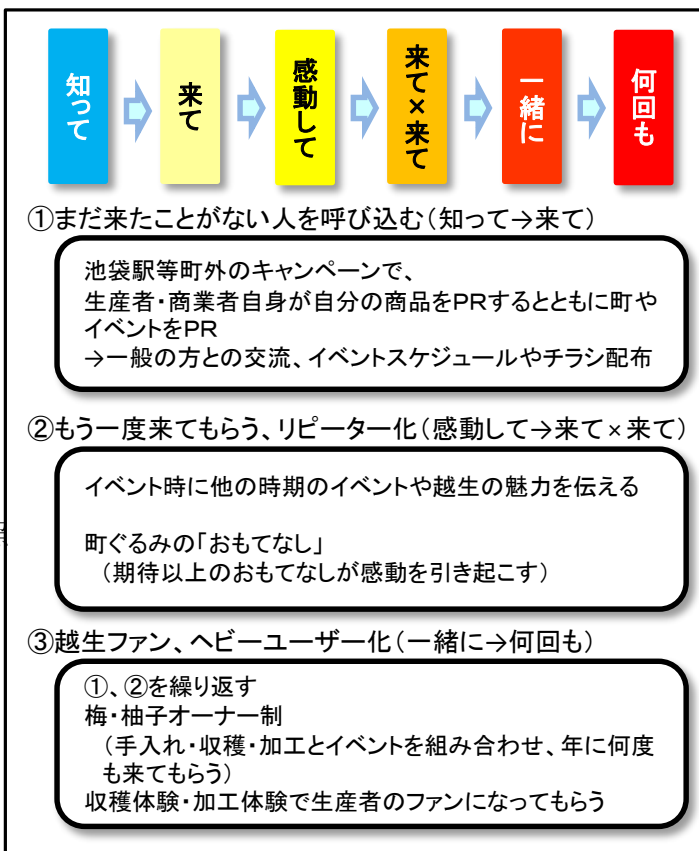 知って
来て
感動して
来て×来て
一緒に
何回も
①まだ来たことがない人を呼び込む(知って→来て)
池袋駅等町外のキャンペーンで、
生産者・商業者自身が自分の商品をPRするとともに町や
イベントをPR
→一般の方との交流、イベントスケジュールやチラシ配布
②もう一度来てもらう、リピーター化(感動して→来て×来て)
イベント時に他の時期のイベントや越生の魅力を伝える
町ぐるみの「おもてなし」
(期待以上のおもてなしが感動を引き起こす)
③越生ファン、ヘビーユーザー化(一緒に→何回も)
①、②を繰り返す
梅・柚子オーナー制
(手入れ・収穫・加工とイベントを組み合わせ、年に何度
も来てもらう)
収穫体験・加工体験で生産者のファンになってもらう